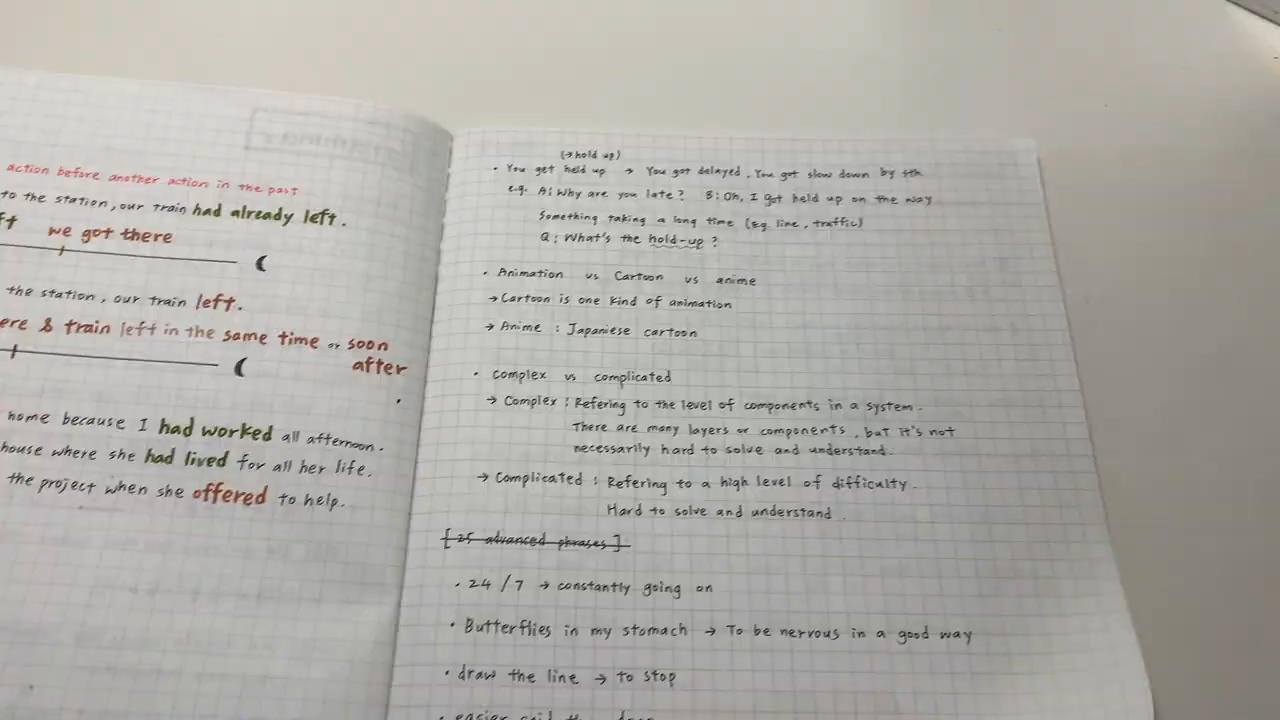 action before another action in the past
to the station, our train had already left.
we got there
the station, our train left.
train left in the same time or soon
after
home because I had worked all afternoon.
house where she had lived for all her life.
the project when she offered to help.
(→ hold up)
• You get held up → You got delayed, You got slow down by sth
e.g. A: Why are you late? B: Oh, I got held up on the way
Something taking a long time (Eg. line, traffic)
Q: What's the hold-up?
• Animation vs Cartoon vs anime
→ Cartoon is one kind of animation
→ Anime : Japaniese cartoon
• complex vs complicated
→ Complex : Refering to the level of components in a system.
There are many layers or components, but it's not
necessarily hard to solve and understand.
→ Complicated : Refering to a high level of difficulty.
Hard to solve and understand.
[25 advanced phrases]
• 24/7 → constantly going on
• Butterflies in my stomach → To be nervous in a good way
• draw the line → to stop